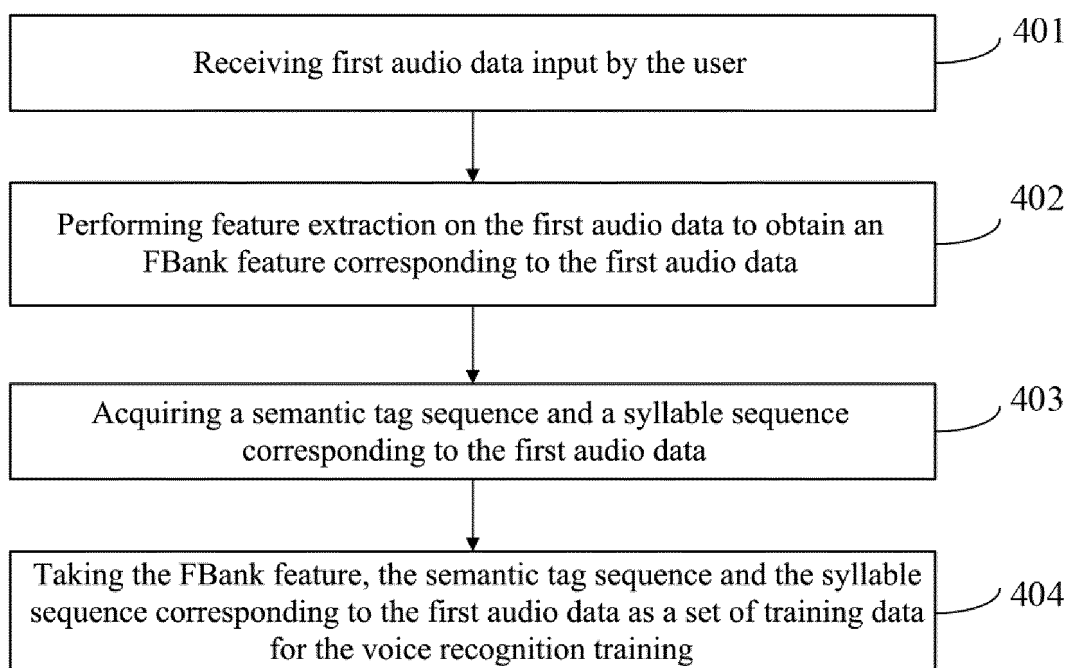 Receiving first audio data input by the user
401
Performing feature extraction on the first audio data to obtain an
FBank feature corresponding to the first audio data
402
Acquiring a semantic tag sequence and a syllable sequence
corresponding to the first audio data
403
Taking the FBank feature, the semantic tag sequence and the syllable
sequence corresponding to the first audio data as a set of training data
for the voice recognition training
404